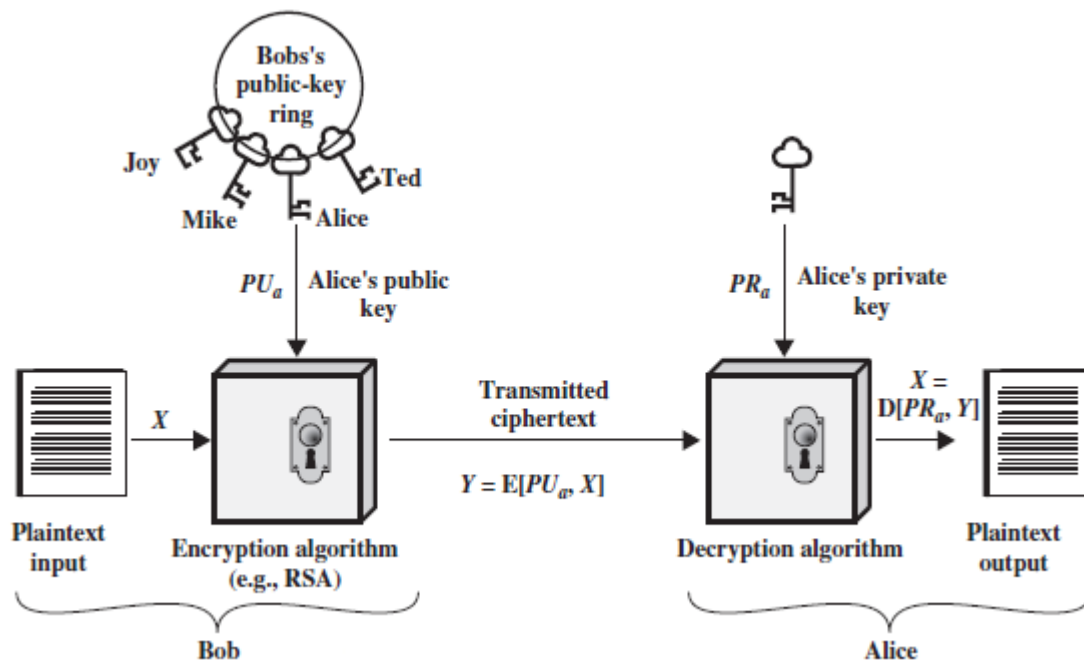 Bobs's
public-key
ring
Joy
Ted
Mike
Alice
PUa
Alice's public
key
PRa
Alice's private
key
X
Transmitted
ciphertext
X =
D[PRa, Y]
Y = E[PUa, X]
Plaintext
input
Encryption algorithm
(e.g., RSA)
Decryption algorithm
Plaintext
output
Bob
Alice